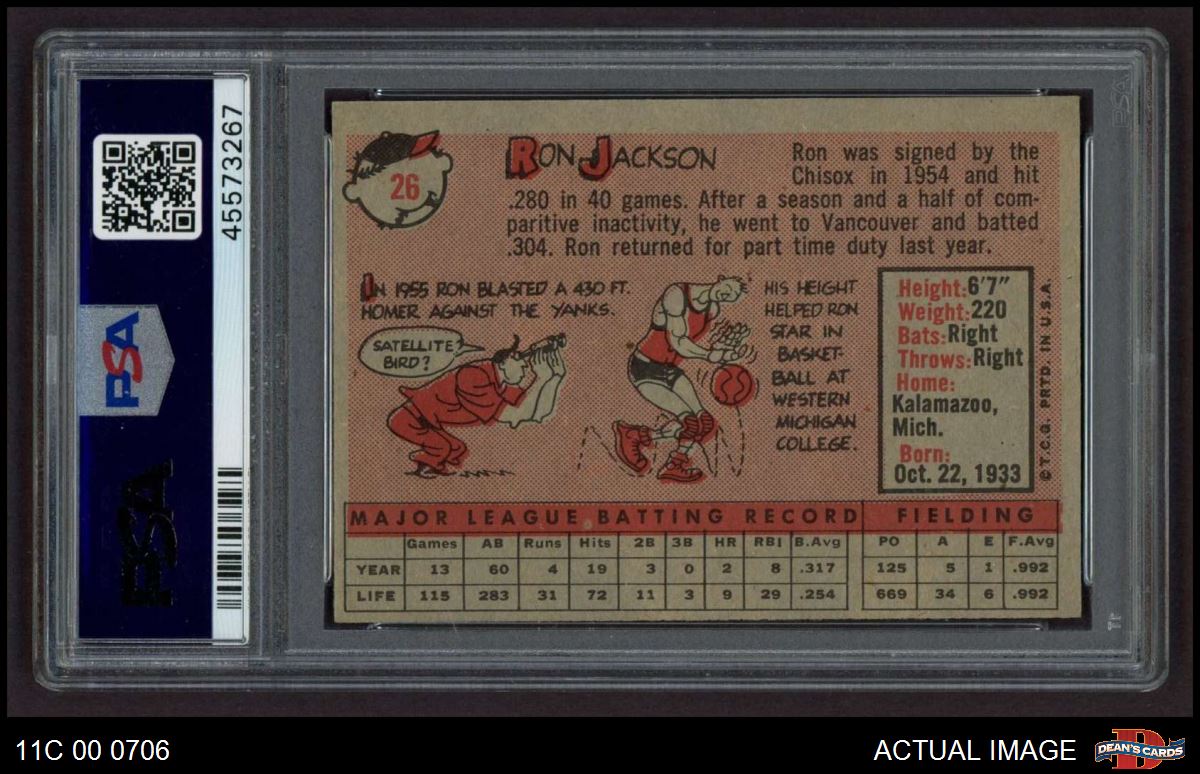 45573267
PSA
PSA
PSA
26
RON JACKSON
Ron was signed by the
Chisox in 1954 and hit
.280 in 40 games. After a season and a half of com-
paritive inactivity, he went to Vancouver and batted
.304. Ron returned for part time duty last year.
IN 1955 RON BLASTED A 430 FT.
HOMER AGAINST THE YANKS.
SATELLITE?
BIRD?
HIS HEIGHT
HELPED RON
STAR IN
BASKET-
BALL AT
WESTERN
MICHIGAN
COLLEGE.
Height: 6'7"
Weight: 220
Bats: Right
Throws: Right
Home:
Kalamazoo,
Mich.
Born:
Oct. 22, 1933
© T.C.G. PRTD. IN U.S.A.
MAJOR LEAGUE BATTING RECORD FIELDING
Games AB Runs Hits 2B 3B HR RBI B.Avg PO A E F.Avg
YEAR 13 60 4 19 3 0 2 8 .317 125 5 1 .992
LIFE 115 283 31 72 11 3 9 29 .254 669 34 6 .992
11C 00 0706
ACTUAL IMAGE
DEAN'S CARDS